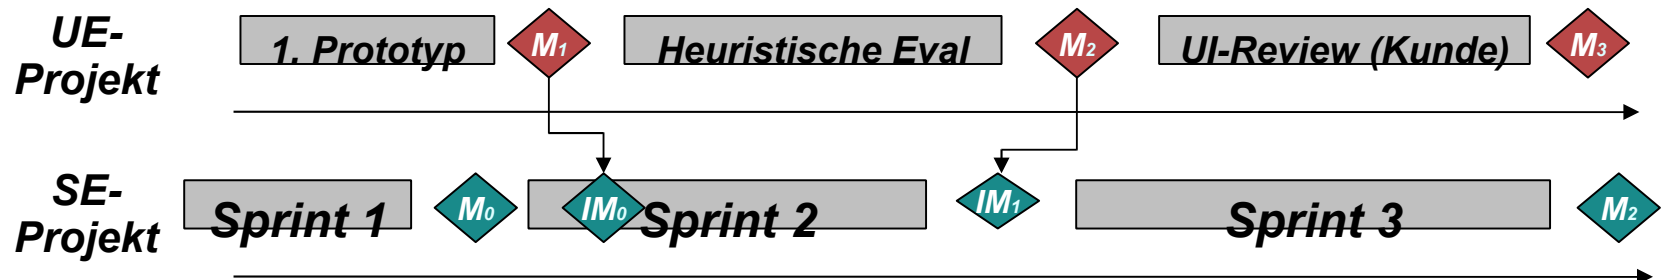 UE-
Projekt
1. Prototyp
M1
Heuristische Eval
M2
UI-Review (Kunde)
M3
SE-
Projekt
Sprint 1
M0
IM0
Sprint 2
IM1
Sprint 3
M2